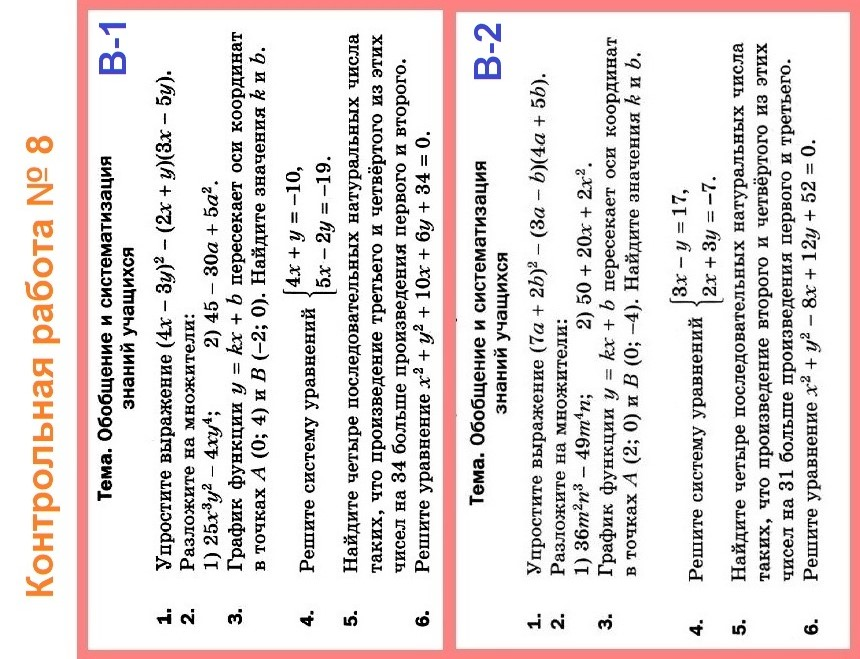 Контрольная работа № 8
В-1
Тема. Обобщение и систематизация
знаний учащихся
1. Упростите выражение (4x − 3y)² − (2x + y)(3x − 5y).
2. Разложите на множители:
1) 25x³y² − 4xy⁴; 2) 45 − 30a + 5a².
3. График функции y = kx + b пересекает оси координат
в точках A (0; 4) и B (−2; 0). Найдите значения k и b.
4. Решите систему уравнений {4x + y = −10,
5x − 2y = −19.
5. Найдите четыре последовательных натуральных числа
таких, что произведение третьего и четвёртого из этих
чисел на 34 больше произведения первого и второго.
6. Решите уравнение x² + y² + 10x + 6y + 34 = 0.
В-2
Тема. Обобщение и систематизация
знаний учащихся
1. Упростите выражение (7a + 2b)² − (3a − b)(4a + 5b).
2. Разложите на множители:
1) 36m²n³ − 49m⁴n; 2) 50 + 20x + 2x².
3. График функции y = kx + b пересекает оси координат
в точках A (2; 0) и B (0; −4). Найдите значения k и b.
4. Решите систему уравнений {3x − y = 17,
2x + 3y = −7.
5. Найдите четыре последовательных натуральных числа
таких, что произведение второго и четвёртого из этих
чисел на 31 больше произведения первого и третьего.
6. Решите уравнение x² + y² − 8x + 12y + 52 = 0.